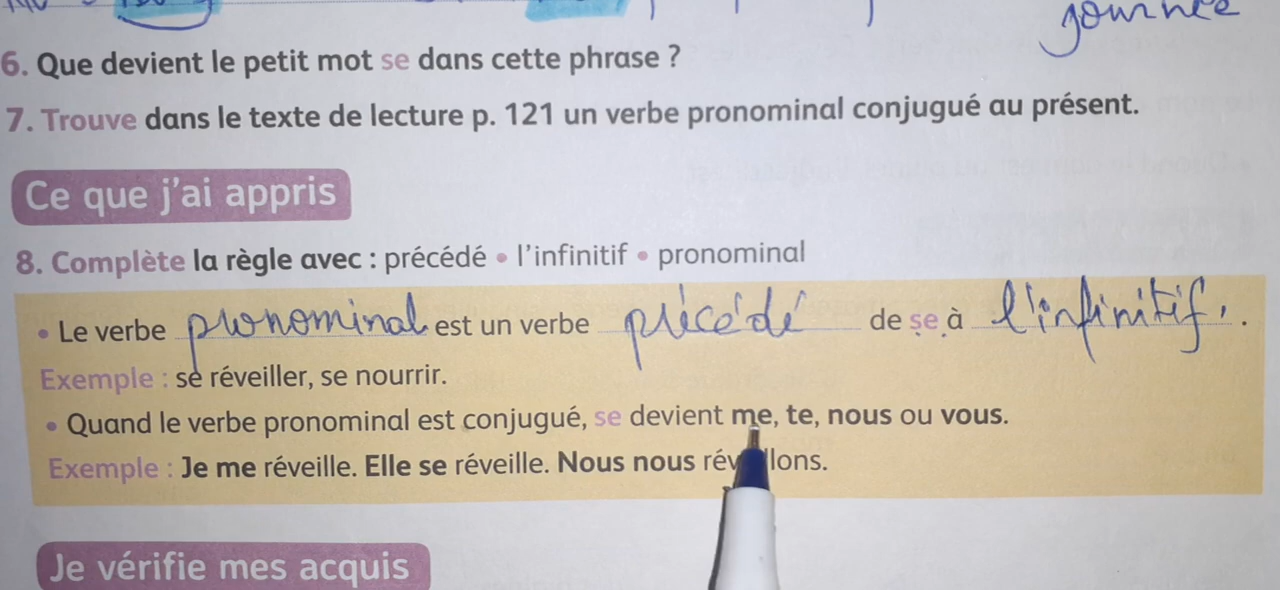 journée
6. Que devient le petit mot se dans cette phrase ?
7. Trouve dans le texte de lecture p. 121 un verbe pronominal conjugué au présent.
Ce que j'ai appris
8. Complète la règle avec : précédé • l'infinitif • pronominal
• Le verbe pronominal est un verbe précédé de se à l'infinitif.
Exemple : se réveiller, se nourrir.
• Quand le verbe pronominal est conjugué, se devient me, te, nous ou vous.
Exemple : Je me réveille. Elle se réveille. Nous nous
Je vérifie mes acquis